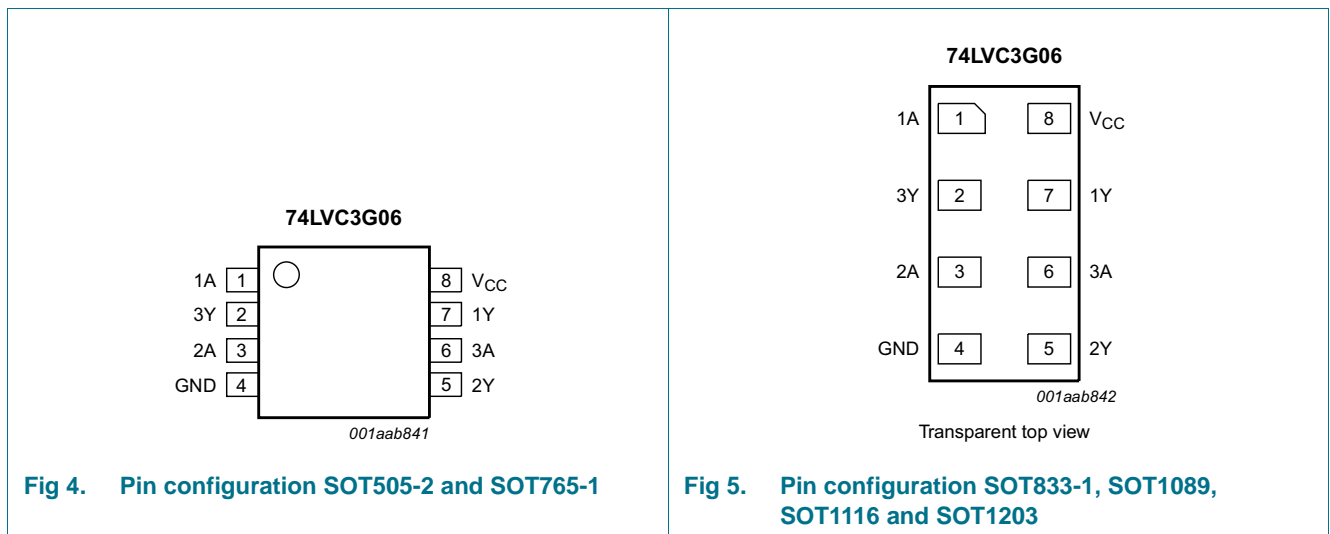 74LVC3G06
1A 1 8 VCC
3Y 2 7 1Y
2A 3 6 3A
GND 4 5 2Y
001aab841
Fig 4. Pin configuration SOT505-2 and SOT765-1
74LVC3G06
1A 1 8 VCC
3Y 2 7 1Y
2A 3 6 3A
GND 4 5 2Y
001aab842
Transparent top view
Fig 5. Pin configuration SOT833-1, SOT1089,
SOT1116 and SOT1203